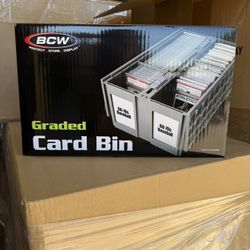 BCW
PROTECT . STORE . DISPLAY
Graded
Card Bin